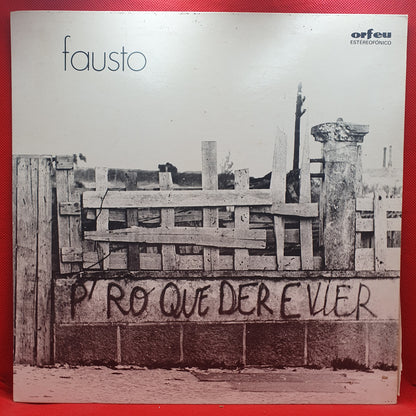 fausto
orfeu
ESTEREOFÓNICO
P'RO QUE DER E VIER